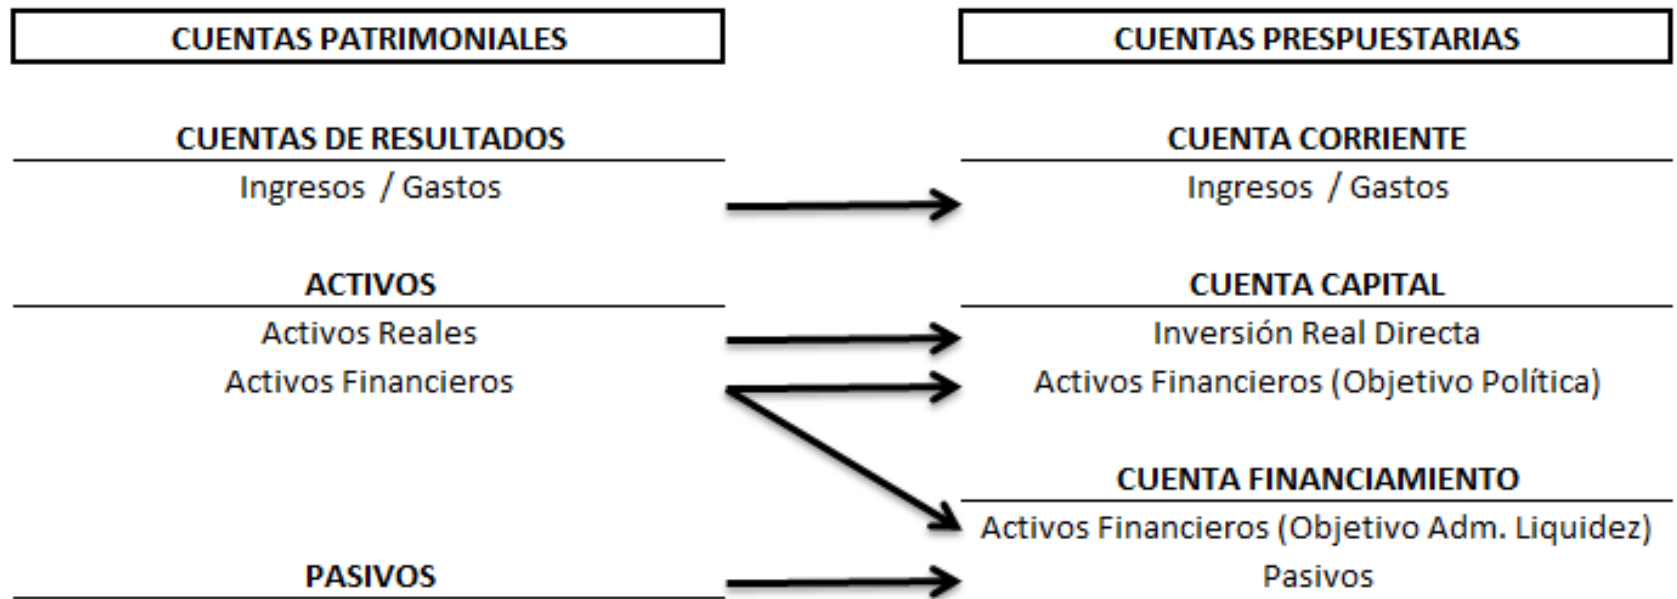 CUENTAS PATRIMONIALES
CUENTAS PRESPUESTARIAS
CUENTAS DE RESULTADOS
CUENTA CORRIENTE
Ingresos / Gastos
Ingresos / Gastos
ACTIVOS
CUENTA CAPITAL
Activos Reales
Inversión Real Directa
Activos Financieros
Activos Financieros (Objetivo Política)
CUENTA FINANCIAMIENTO
Activos Financieros (Objetivo Adm. Liquidez)
PASIVOS
Pasivos